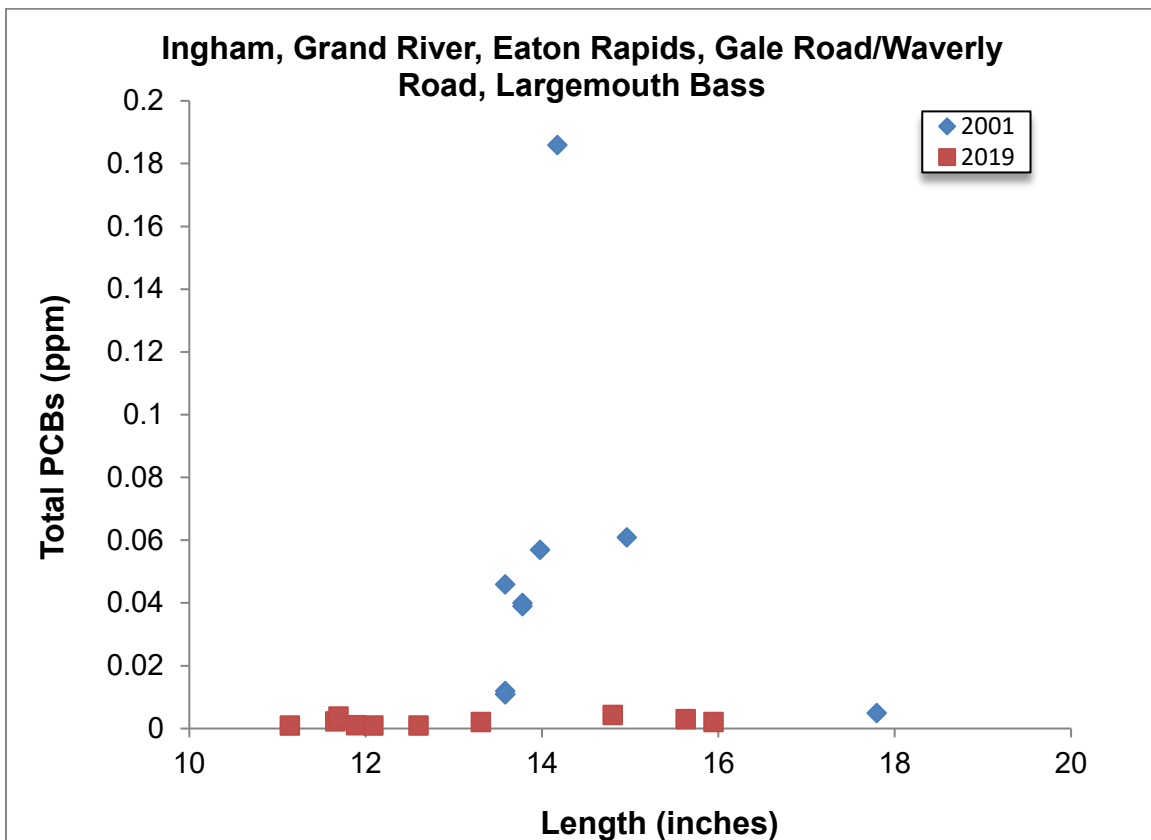 Ingham, Grand River, Eaton Rapids, Gale Road/Waverly
Road, Largemouth Bass
2001
2019
Total PCBs (ppm)
0.2
0.18
0.16
0.14
0.12
0.1
0.08
0.06
0.04
0.02
0
10 12 14 16 18 20
Length (inches)